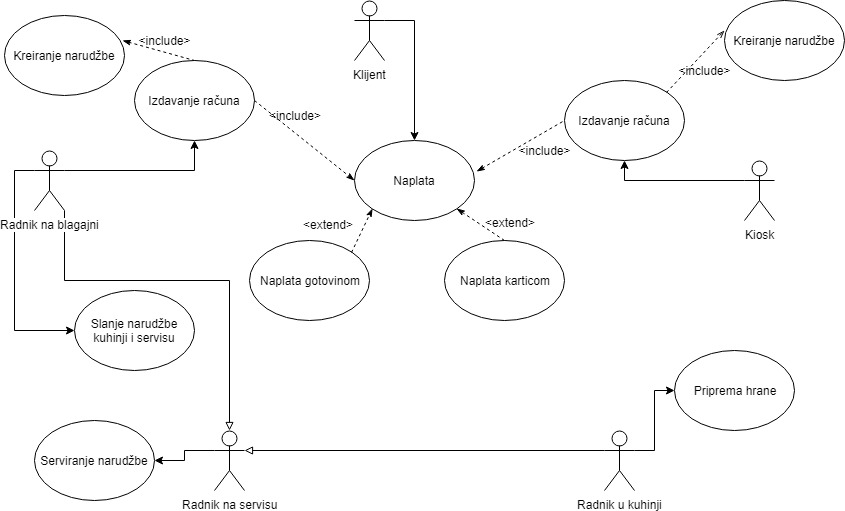 Kreiranje narudžbe
<include>
Izdavanje računa
<include>
Klijent
Kreiranje narudžbe
<include>
Izdavanje računa
<include>
Naplata
Radnik na blagajni
Kiosk
<extend>
<extend>
Naplata gotovinom
Naplata karticom
Slanje narudžbe
kuhinji i servisu
Priprema hrane
Serviranje narudžbe
Radnik na servisu
Radnik u kuhinji